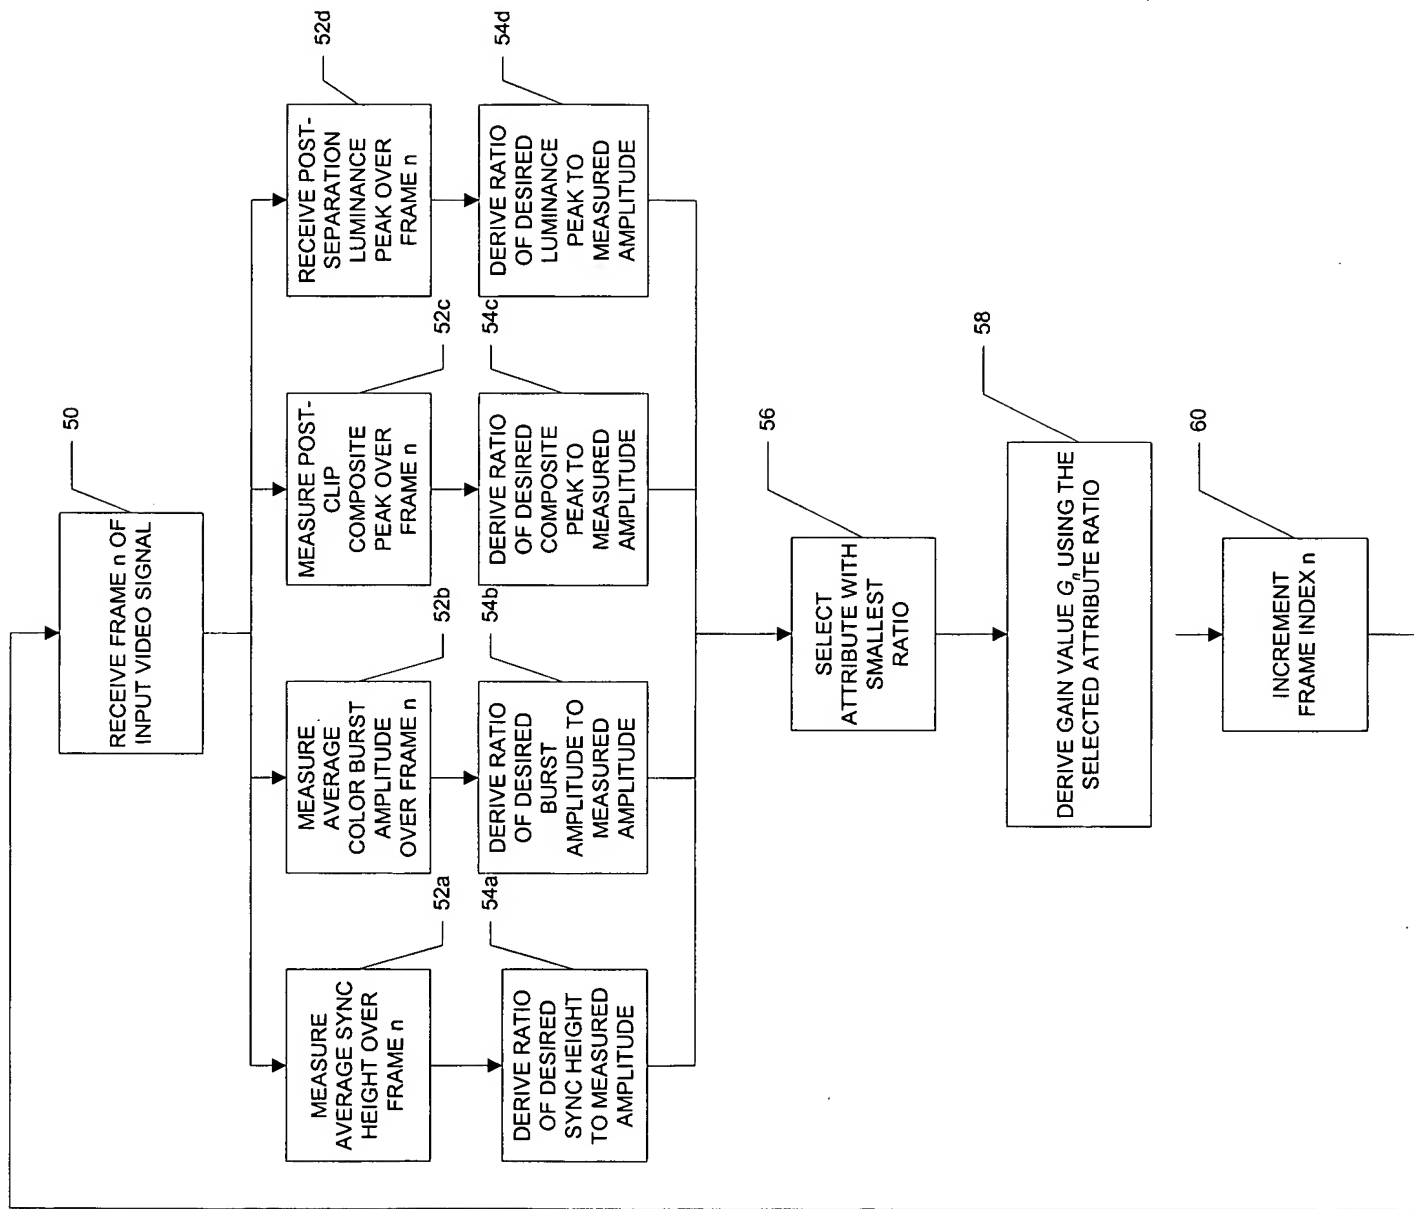 50
RECEIVE FRAME n OF
INPUT VIDEO SIGNAL
52a
MEASURE
AVERAGE SYNC
HEIGHT OVER
FRAME n
52b
MEASURE
AVERAGE
COLOR BURST
AMPLITUDE
OVER FRAME n
52c
MEASURE POST-
CLIP
COMPOSITE
PEAK OVER
FRAME n
52d
RECEIVE POST-
SEPARATION
LUMINANCE
PEAK OVER
FRAME n
54a
DERIVE RATIO
OF DESIRED
SYNC HEIGHT
TO MEASURED
AMPLITUDE
54b
DERIVE RATIO
OF DESIRED
BURST
AMPLITUDE TO
MEASURED
AMPLITUDE
54c
DERIVE RATIO
OF DESIRED
COMPOSITE
PEAK TO
MEASURED
AMPLITUDE
54d
DERIVE RATIO
OF DESIRED
LUMINANCE
PEAK TO
MEASURED
AMPLITUDE
56
SELECT
ATTRIBUTE WITH
SMALLEST
RATIO
58
DERIVE GAIN VALUE Gn USING THE
SELECTED ATTRIBUTE RATIO
60
INCREMENT
FRAME INDEX n